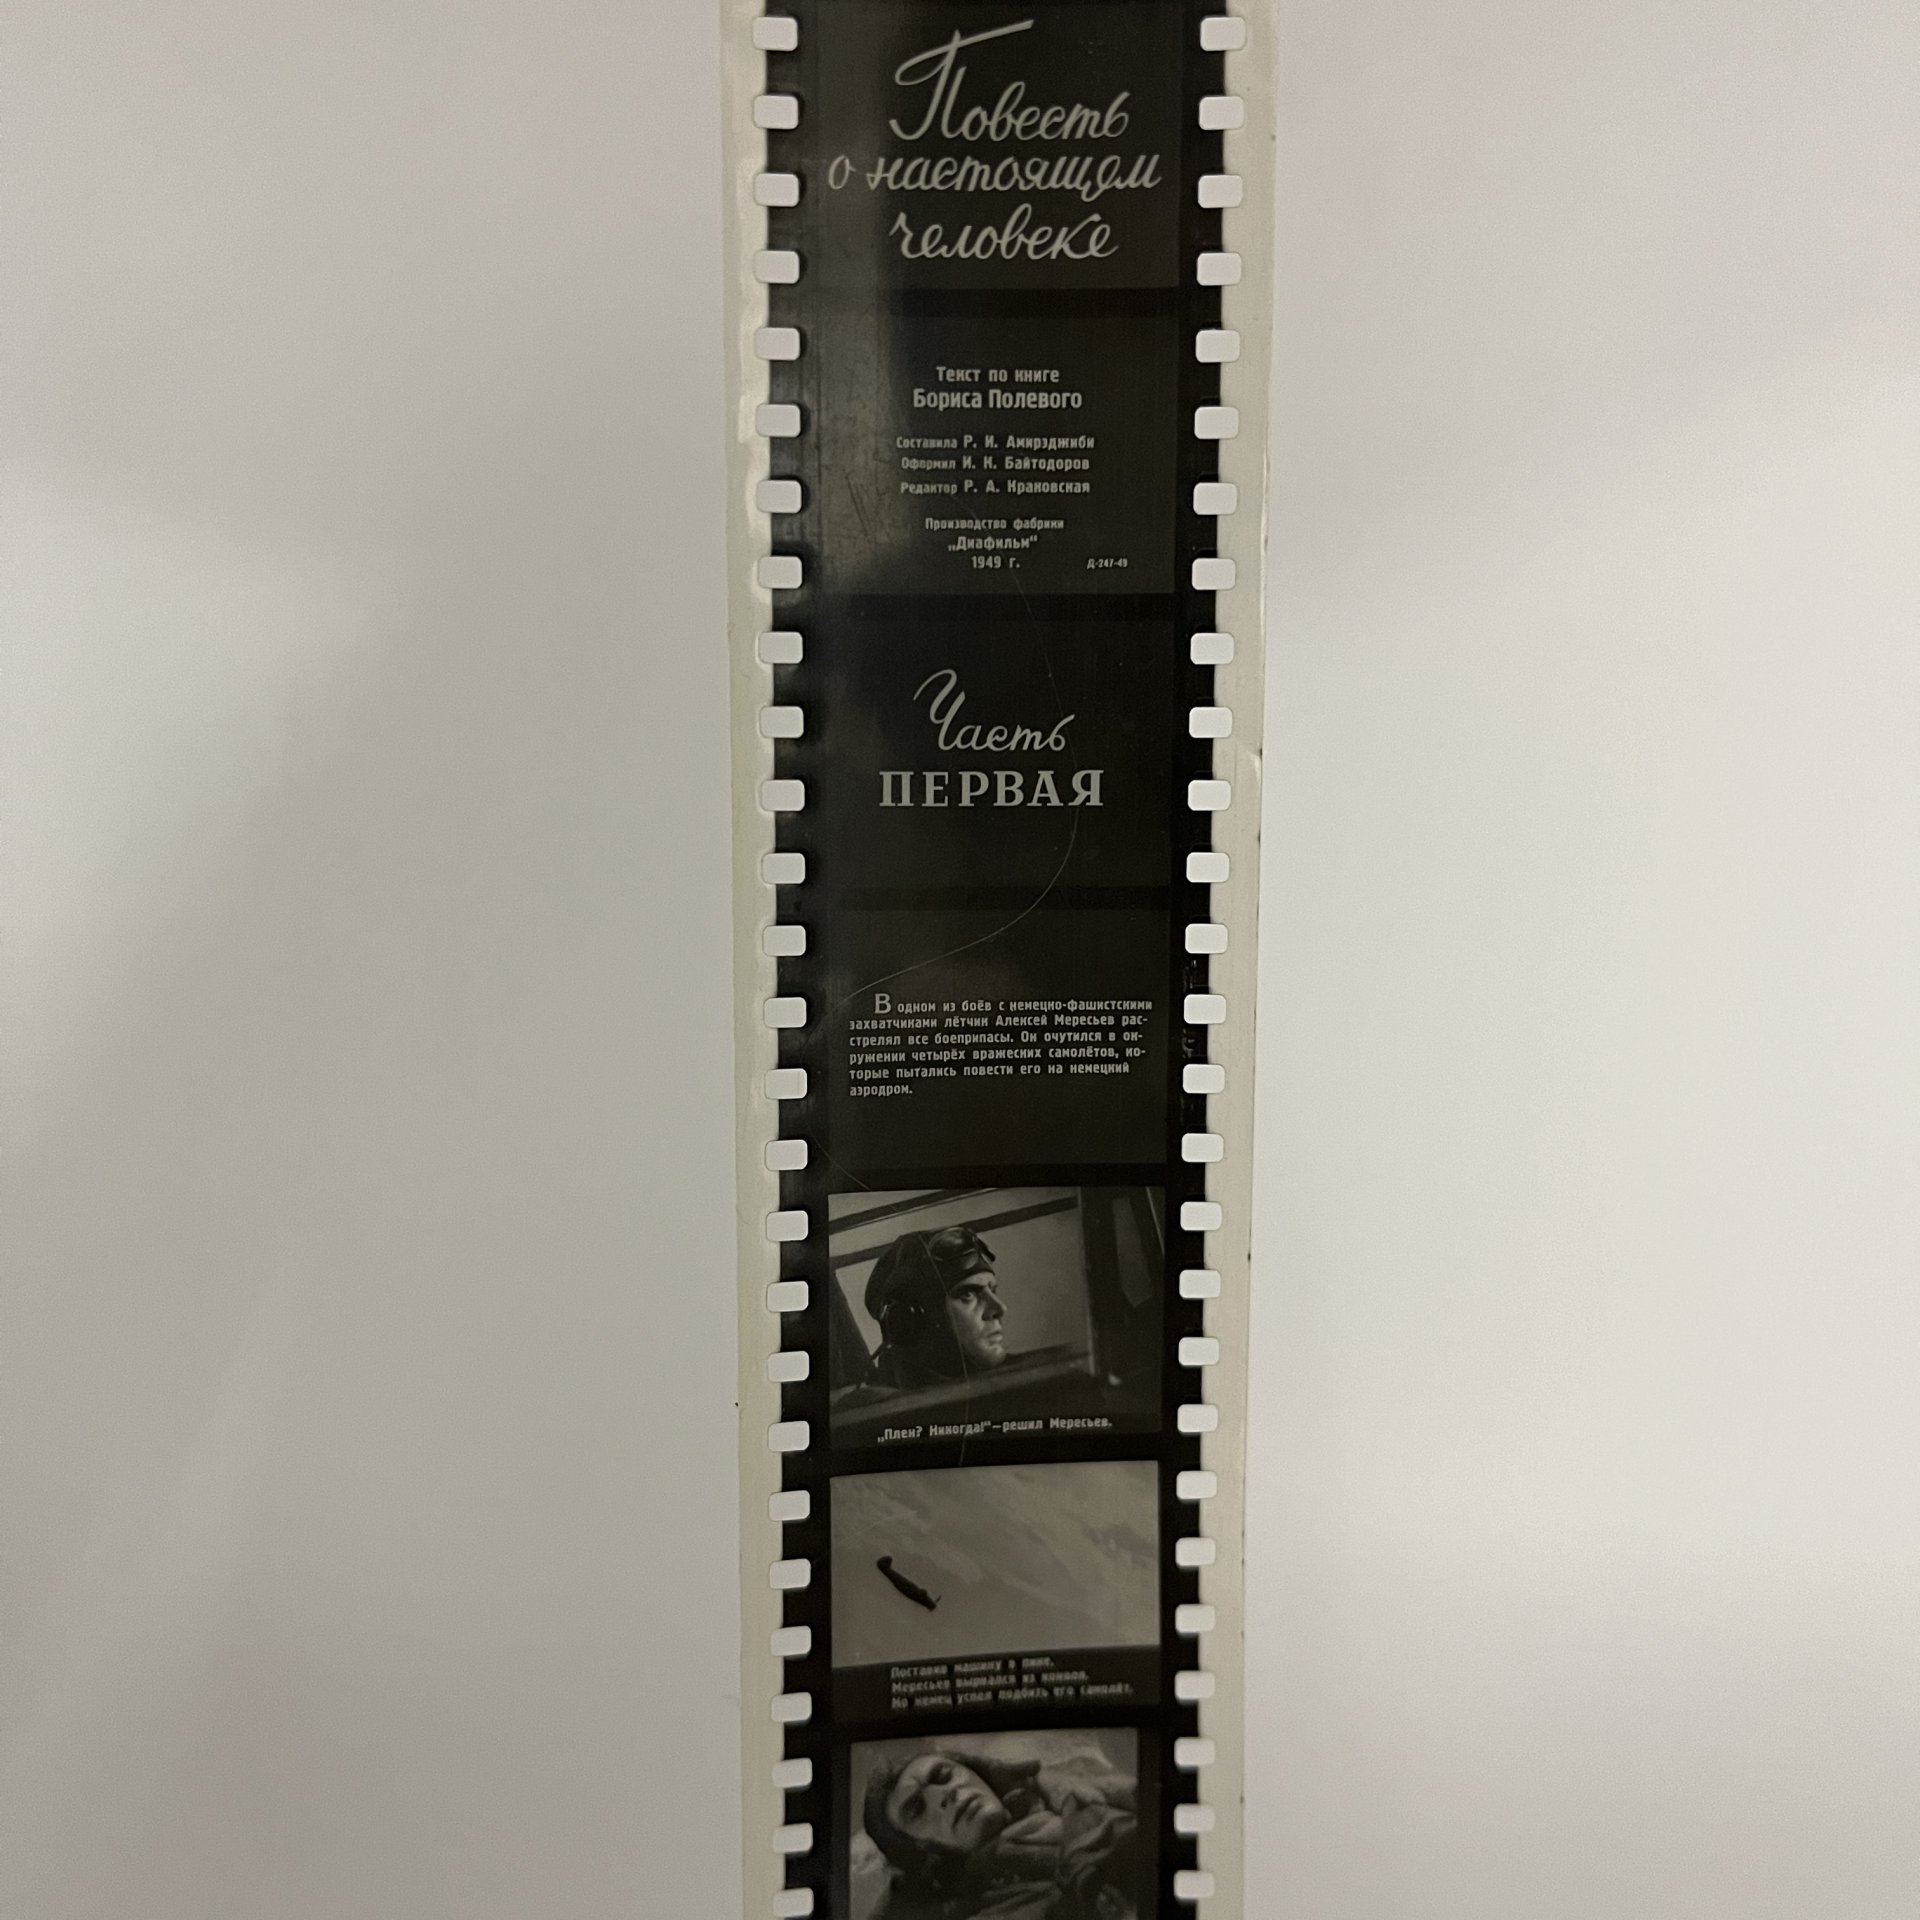 Повесть
о настоящем
человеке
Текст по книге
Бориса Полевого
Составила Р. И. Амирэджиби
Оформил И. К. Байтодоров
Редактор Р. А. Краковская
Производство фабрики
„Диафильм“
1949 г.
Д-247-49
Часть
ПЕРВАЯ
В одном из боёв с немецко-фашистскими
захватчиками лётчик Алексей Мересьев рас-
стрелял все боеприпасы. Он очутился в ок-
ружении четырёх вражеских самолётов, ко-
торые пытались повести его на немецкий
аэродром.
„Плен? Никогда!“—решил Мересьев.
Поставив машину в пике,
Мересьев вырвался из конвоя.
Но немец успел подбить его самолёт.